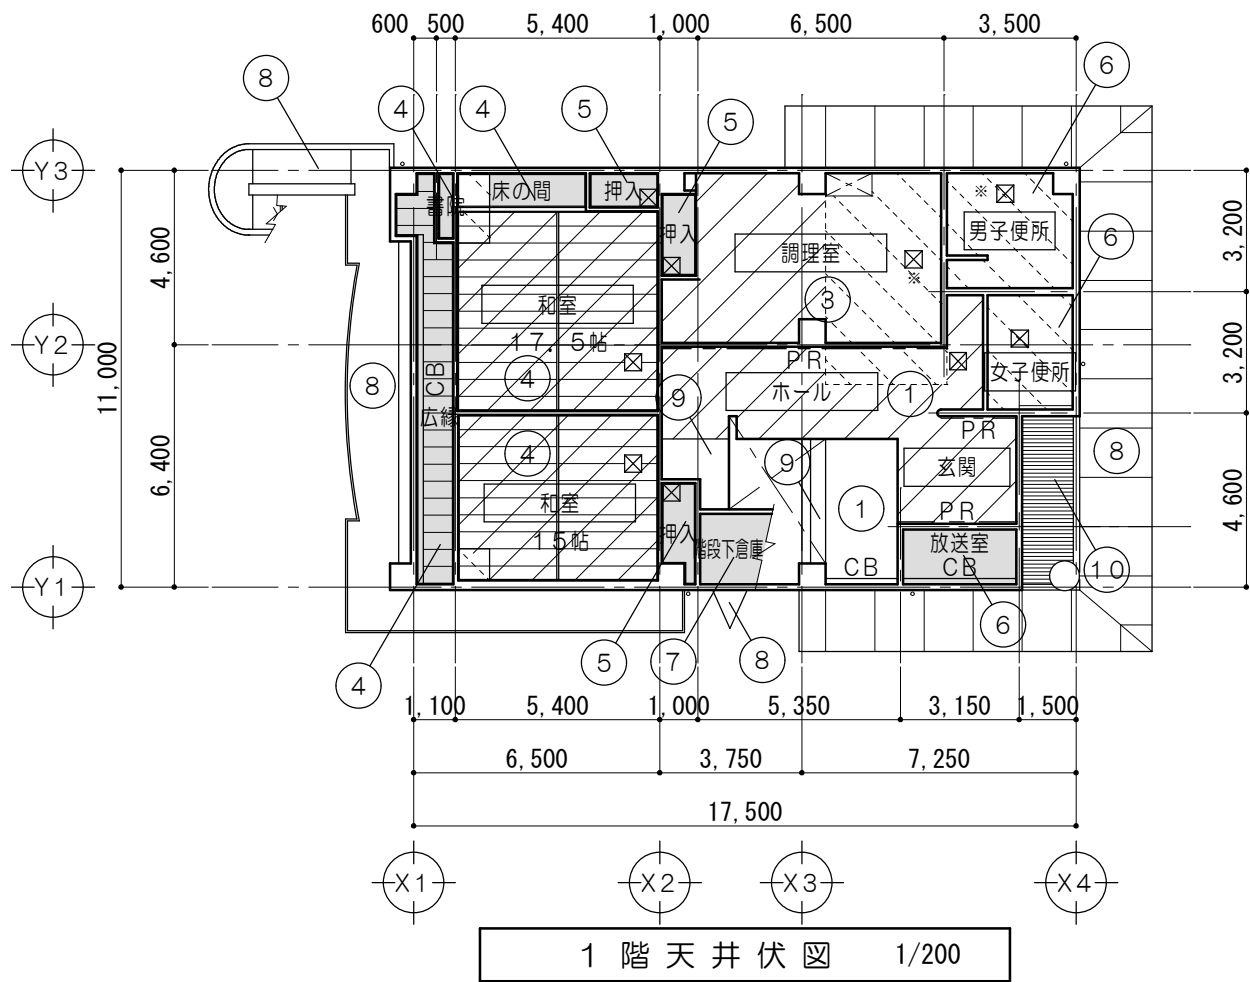 600 500 5,400 1,000 6,500 3,500
⑧ ④ ④ ⑤ ⑤ ⑥
Y3
書院 床の間 押入 押入 調理室 ※ 男子便所
⑥
4,600 3,200
和室 ③ ※
17.5帖
Y2
11,000
④ PR
⑧ CB ⑨ ホール ① 女子便所 3,200
広縁
④ PR
⑨ 玄関 ⑧
6,400 4,600
和室 ① PR
15帖 押入 階段下倉庫 放送室
CB CB
Y1 ⑩
④ ⑤ ⑦ ⑧ ⑥
1,100 5,400 1,000 5,350 3,150 1,500
6,500 3,750 7,250
17,500
X1 X2 X3 X4
1階天井伏図 1/200